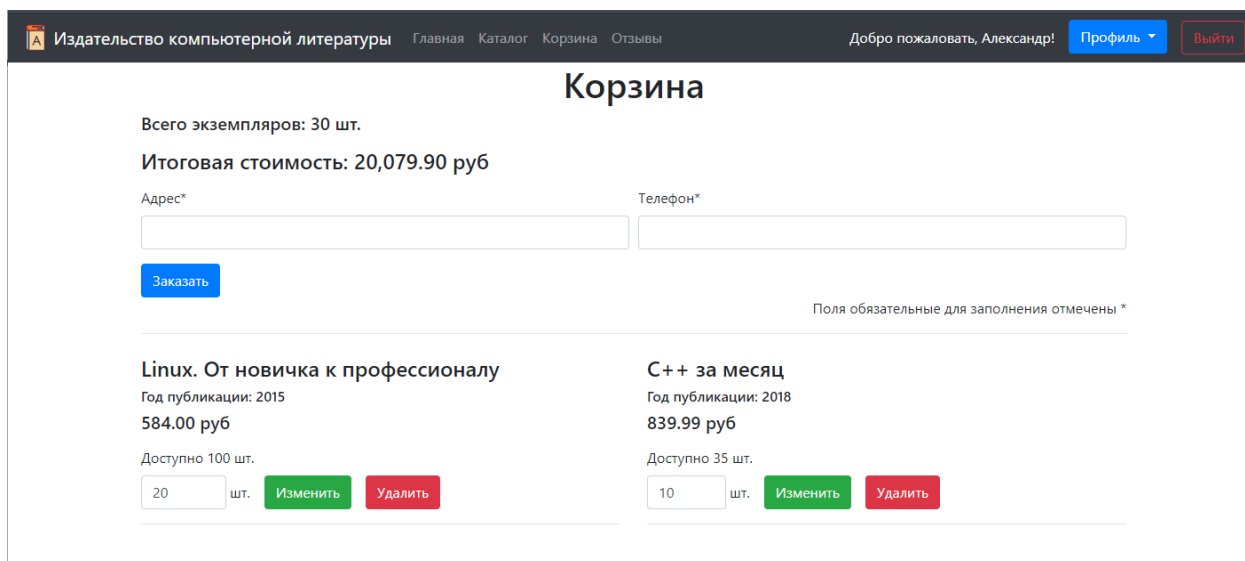 A Издательство компьютерной литературы Главная Каталог Корзина Отзывы Добро пожаловать, Александр! Профиль Выйти
Корзина
Всего экземпляров: 30 шт.
Итоговая стоимость: 20,079.90 руб
Адрес* Телефон*
Заказать
Поля обязательные для заполнения отмечены *
Linux. От новичка к профессионалу
Год публикации: 2015
584.00 руб
Доступно 100 шт.
20 шт. Изменить Удалить
C++ за месяц
Год публикации: 2018
839.99 руб
Доступно 35 шт.
10 шт. Изменить Удалить